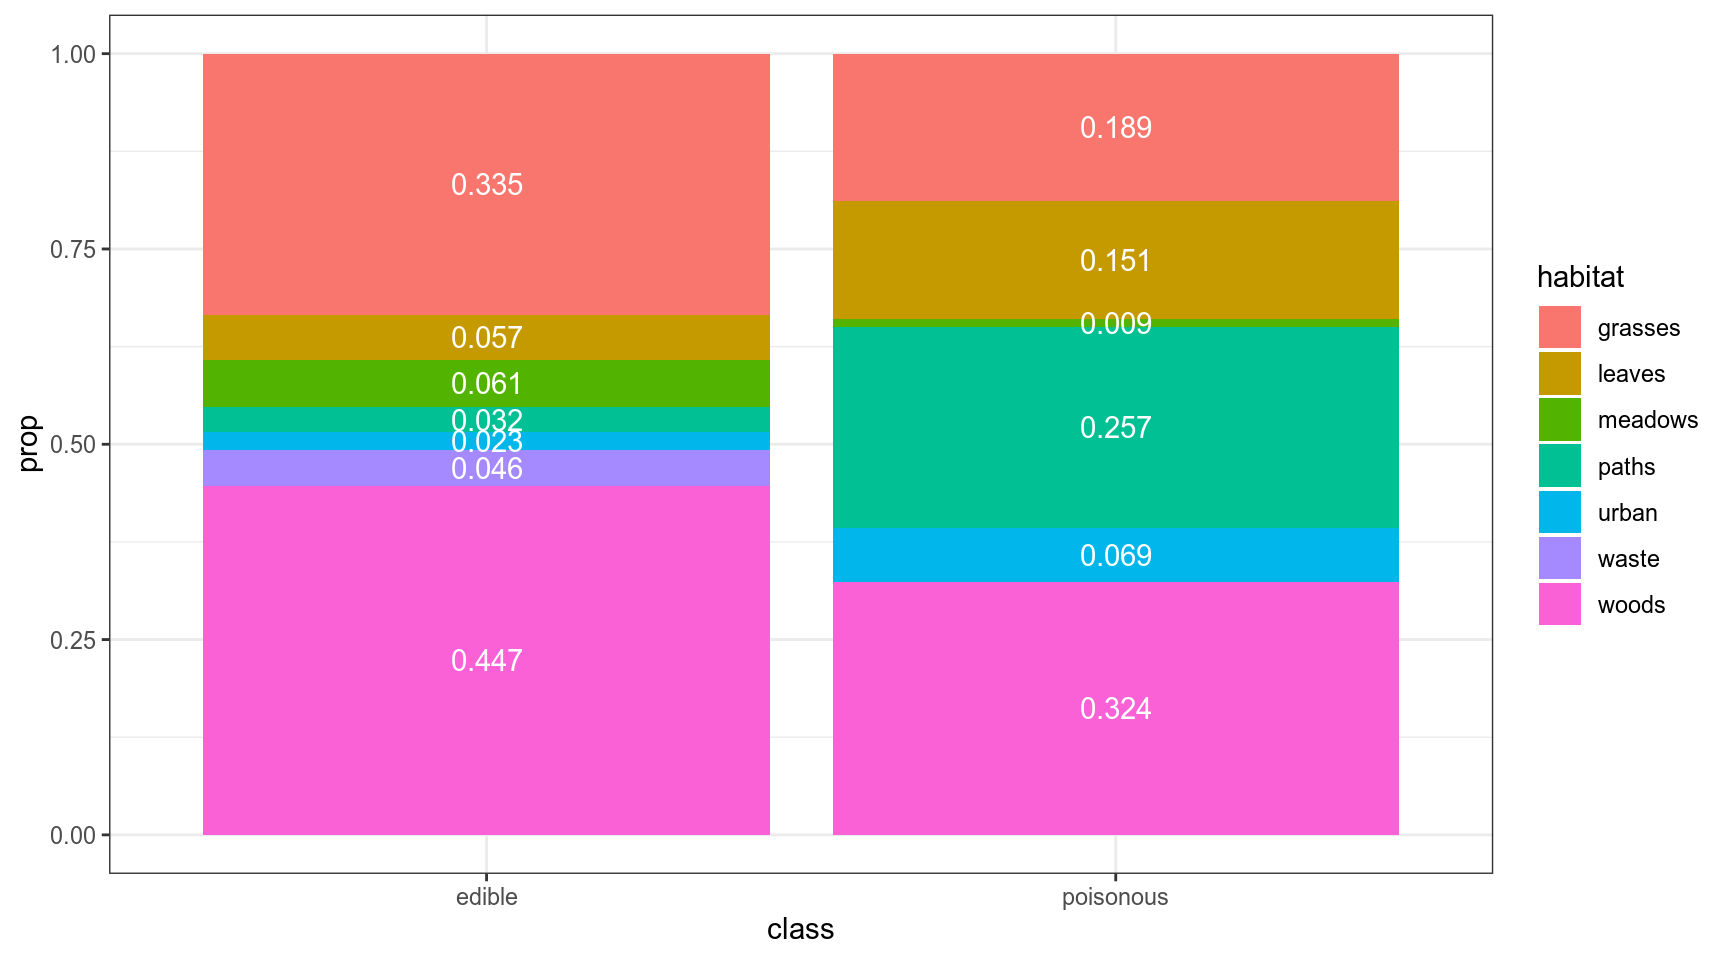 1.00
0.75
0.50
0.25
0.00
prop
0.335
0.057
0.061
0.032
0.023
0.046
0.447
0.189
0.151
0.009
0.257
0.069
0.324
edible
poisonous
class
habitat
grasses
leaves
meadows
paths
urban
waste
woods